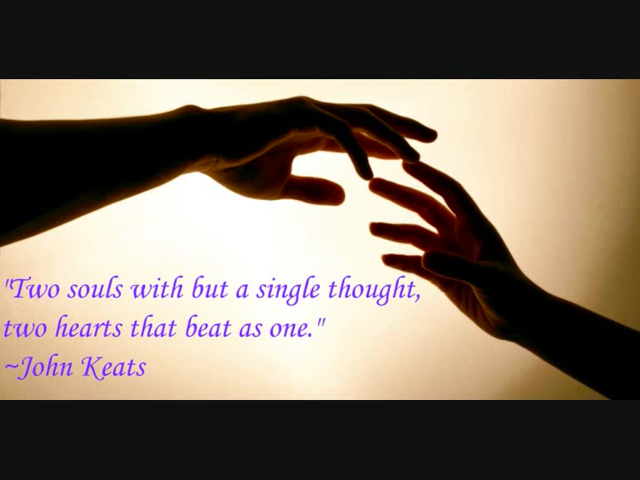 "Two souls with but a single thought,
two hearts that beat as one."
~John Keats